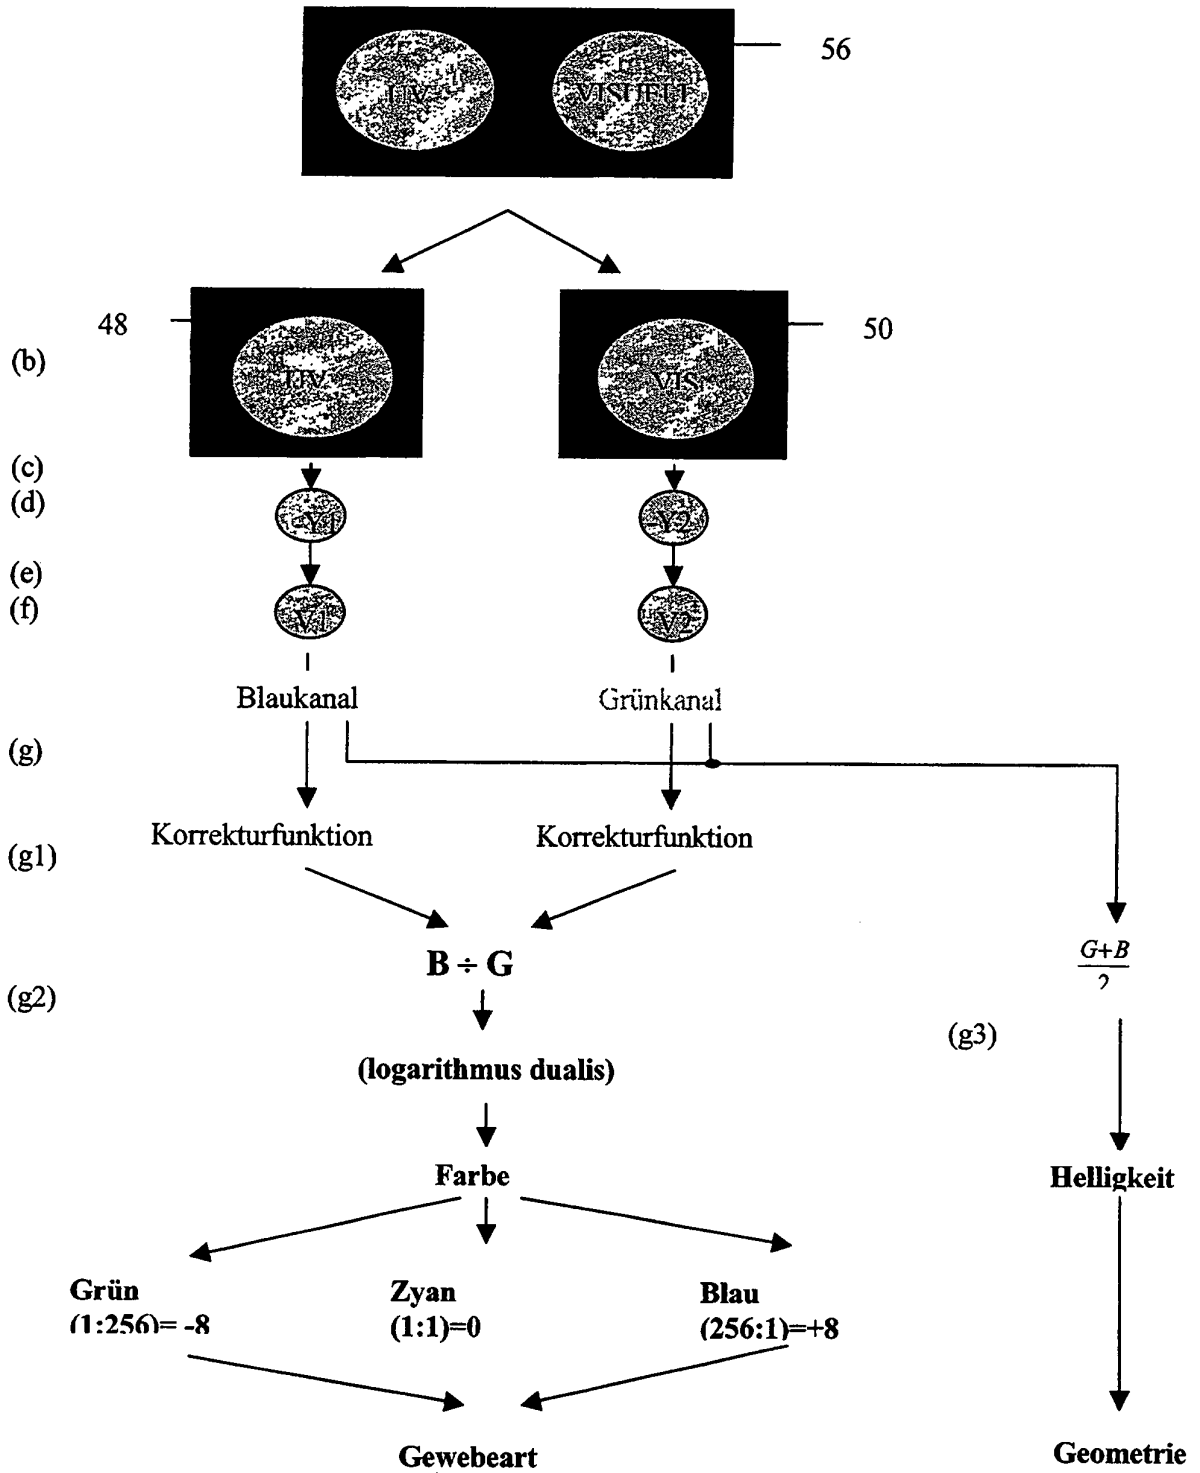 56
UV VISUELL
48
50
(b)
UV
VIS
(c)
(d)
Y1
Y2
(e)
(f)
V1
V2
Blaukanal
Grünkanal
(g)
Korrekturfunktion
Korrekturfunktion
(g1)
B ÷ G
G+B
2
(g2)
(g3)
(logarithmus dualis)
Farbe
Helligkeit
Grün
(1:256)= -8
Zyan
(1:1)=0
Blau
(256:1)=+8
Gewebeart
Geometrie